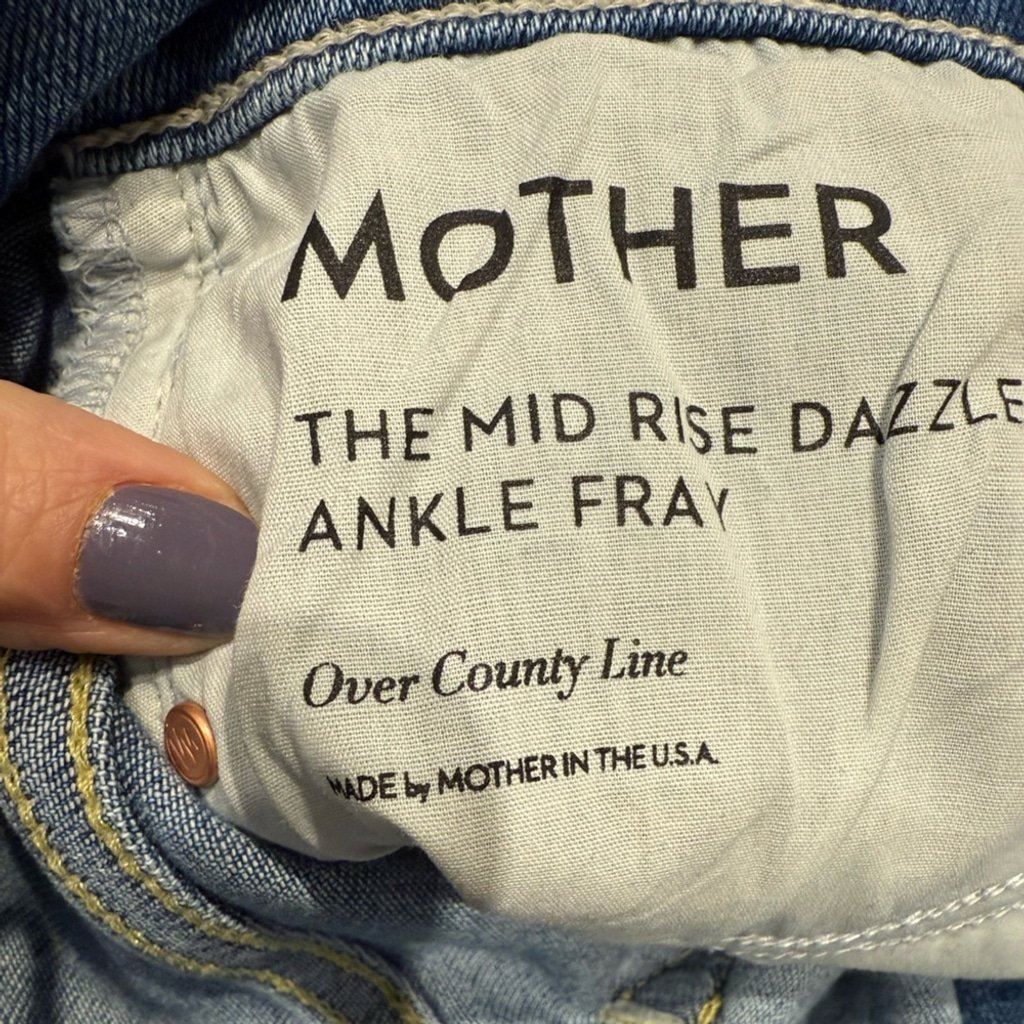 MOTHER
THE MID RISE DAZZLE
ANKLE FRAY
Over County Line
MADE by MOTHER IN THE U.S.A.
M